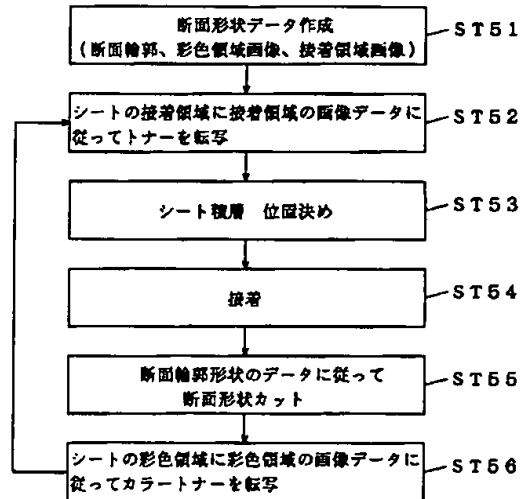 断面形状データ作成
(断面輪郭、彩色領域画像、接着領域画像)
ST51
シートの接着領域に接着領域の画像データに
従ってトナーを転写
ST52
シート積層 位置決め
ST53
接着
ST54
断面輪郭形状のデータに従って
断面形状カット
ST55
シートの彩色領域に彩色領域の画像データに
従ってカラートナーを転写
ST56